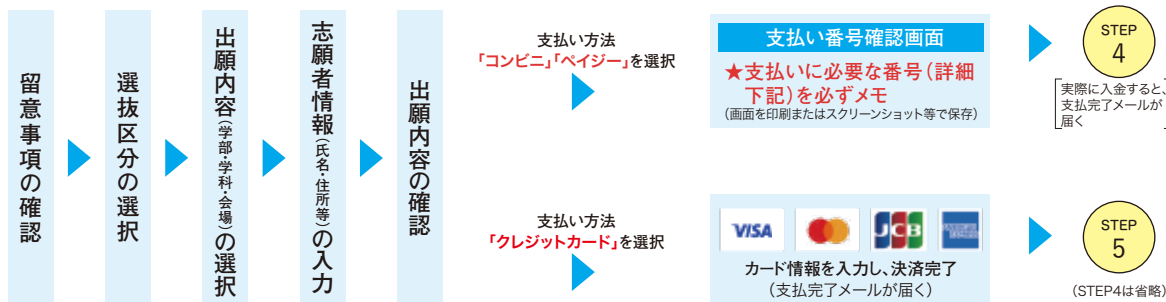 留意事項の確認
選抜区分の選択
出願内容(学部・学科・会場)の選択
志願者情報(氏名・住所等)の入力
出願内容の確認
支払い方法
「コンビニ」「ペイジー」を選択
支払い番号確認画面
★支払いに必要な番号(詳細
下記)を必ずメモ
(画面を印刷またはスクリーンショット等で保存)
STEP
4
実際に入金すると、
支払完了メールが
届く
支払い方法
「クレジットカード」を選択
VISA
JCB
AMERICAN EXPRESS
カード情報を入力し、決済完了
(支払完了メールが届く)
STEP
5
(STEP4は省略)